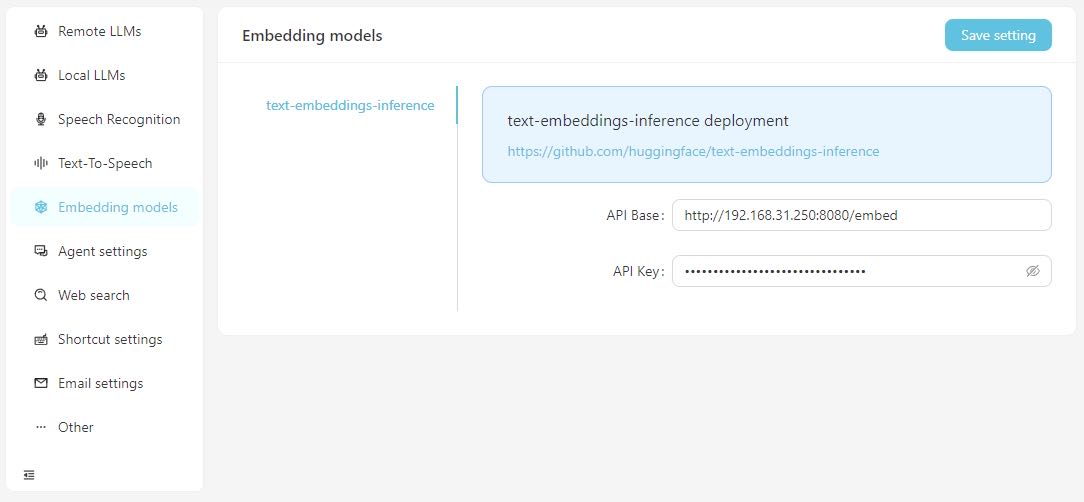 Remote LLMs
Local LLMs
Speech Recognition
Text-To-Speech
Embedding models
Agent settings
Web search
Shortcut settings
Email settings
Other
Embedding models
Save setting
text-embeddings-inference
text-embeddings-inference deployment
https://github.com/huggingface/text-embeddings-inference
API Base: http://192.168.31.250:8080/embed
API Key: ••••••••••••••••••••••••••••••••